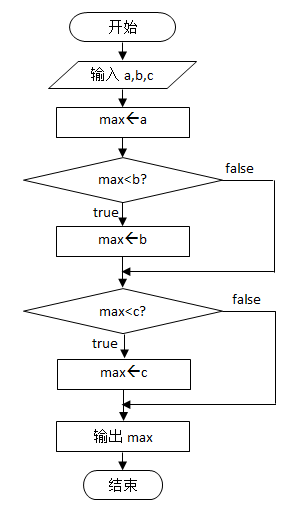 开始
输入 a,b,c
max←a
max<b?
false
true
max←b
max<c?
false
true
max←c
输出 max
结束